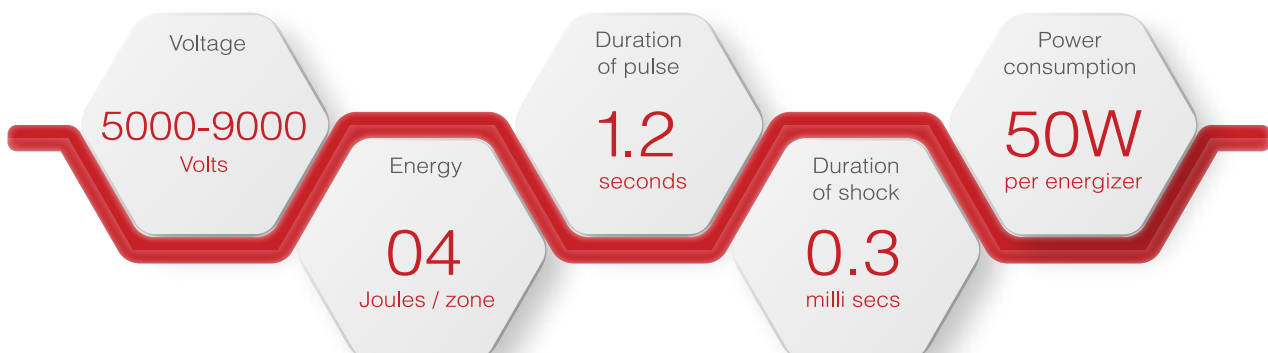 Voltage
5000-9000
Volts
Energy
04
Joules / zone
Duration
of pulse
1.2
seconds
Duration
of shock
0.3
milli secs
Power
consumption
50W
per energizer